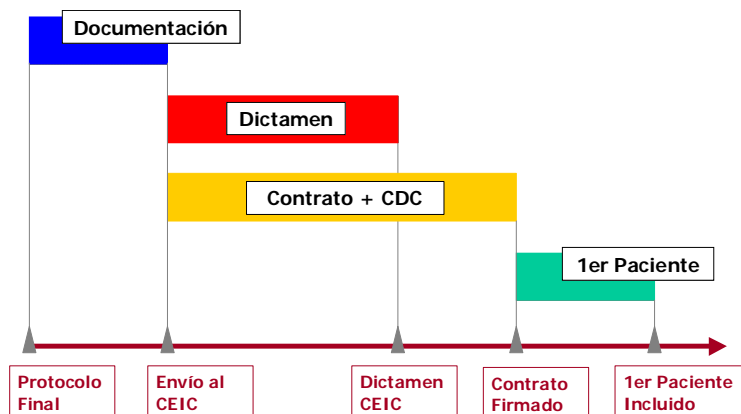 Documentación
Dictamen
Contrato + CDC
1er Paciente
Protocolo
Final
Envío al
CEIC
Dictamen
CEIC
Contrato
Firmado
1er Paciente
Incluido